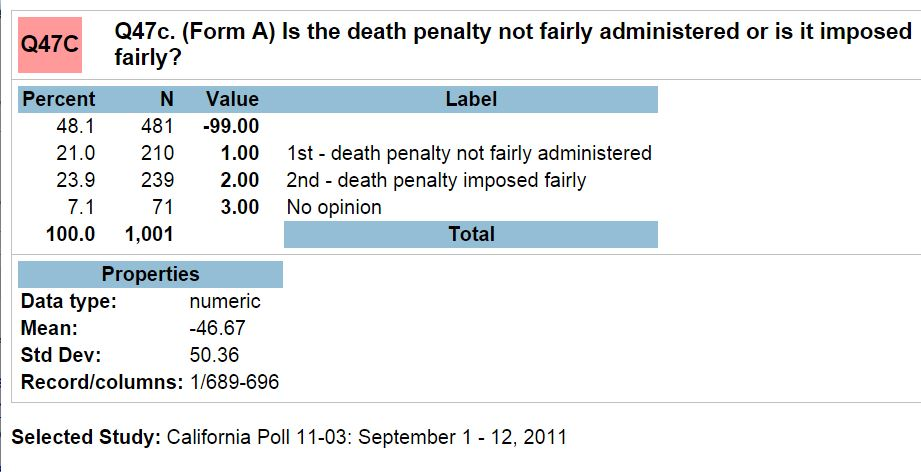 Q47C
Q47c. (Form A) Is the death penalty not fairly administered or is it imposed
fairly?
Percent N Value Label
48.1 481 -99.00
21.0 210 1.00 1st - death penalty not fairly administered
23.9 239 2.00 2nd - death penalty imposed fairly
7.1 71 3.00 No opinion
100.0 1,001 Total
Properties
Data type: numeric
Mean: -46.67
Std Dev: 50.36
Record/columns: 1/689-696
Selected Study: California Poll 11-03: September 1 - 12, 2011